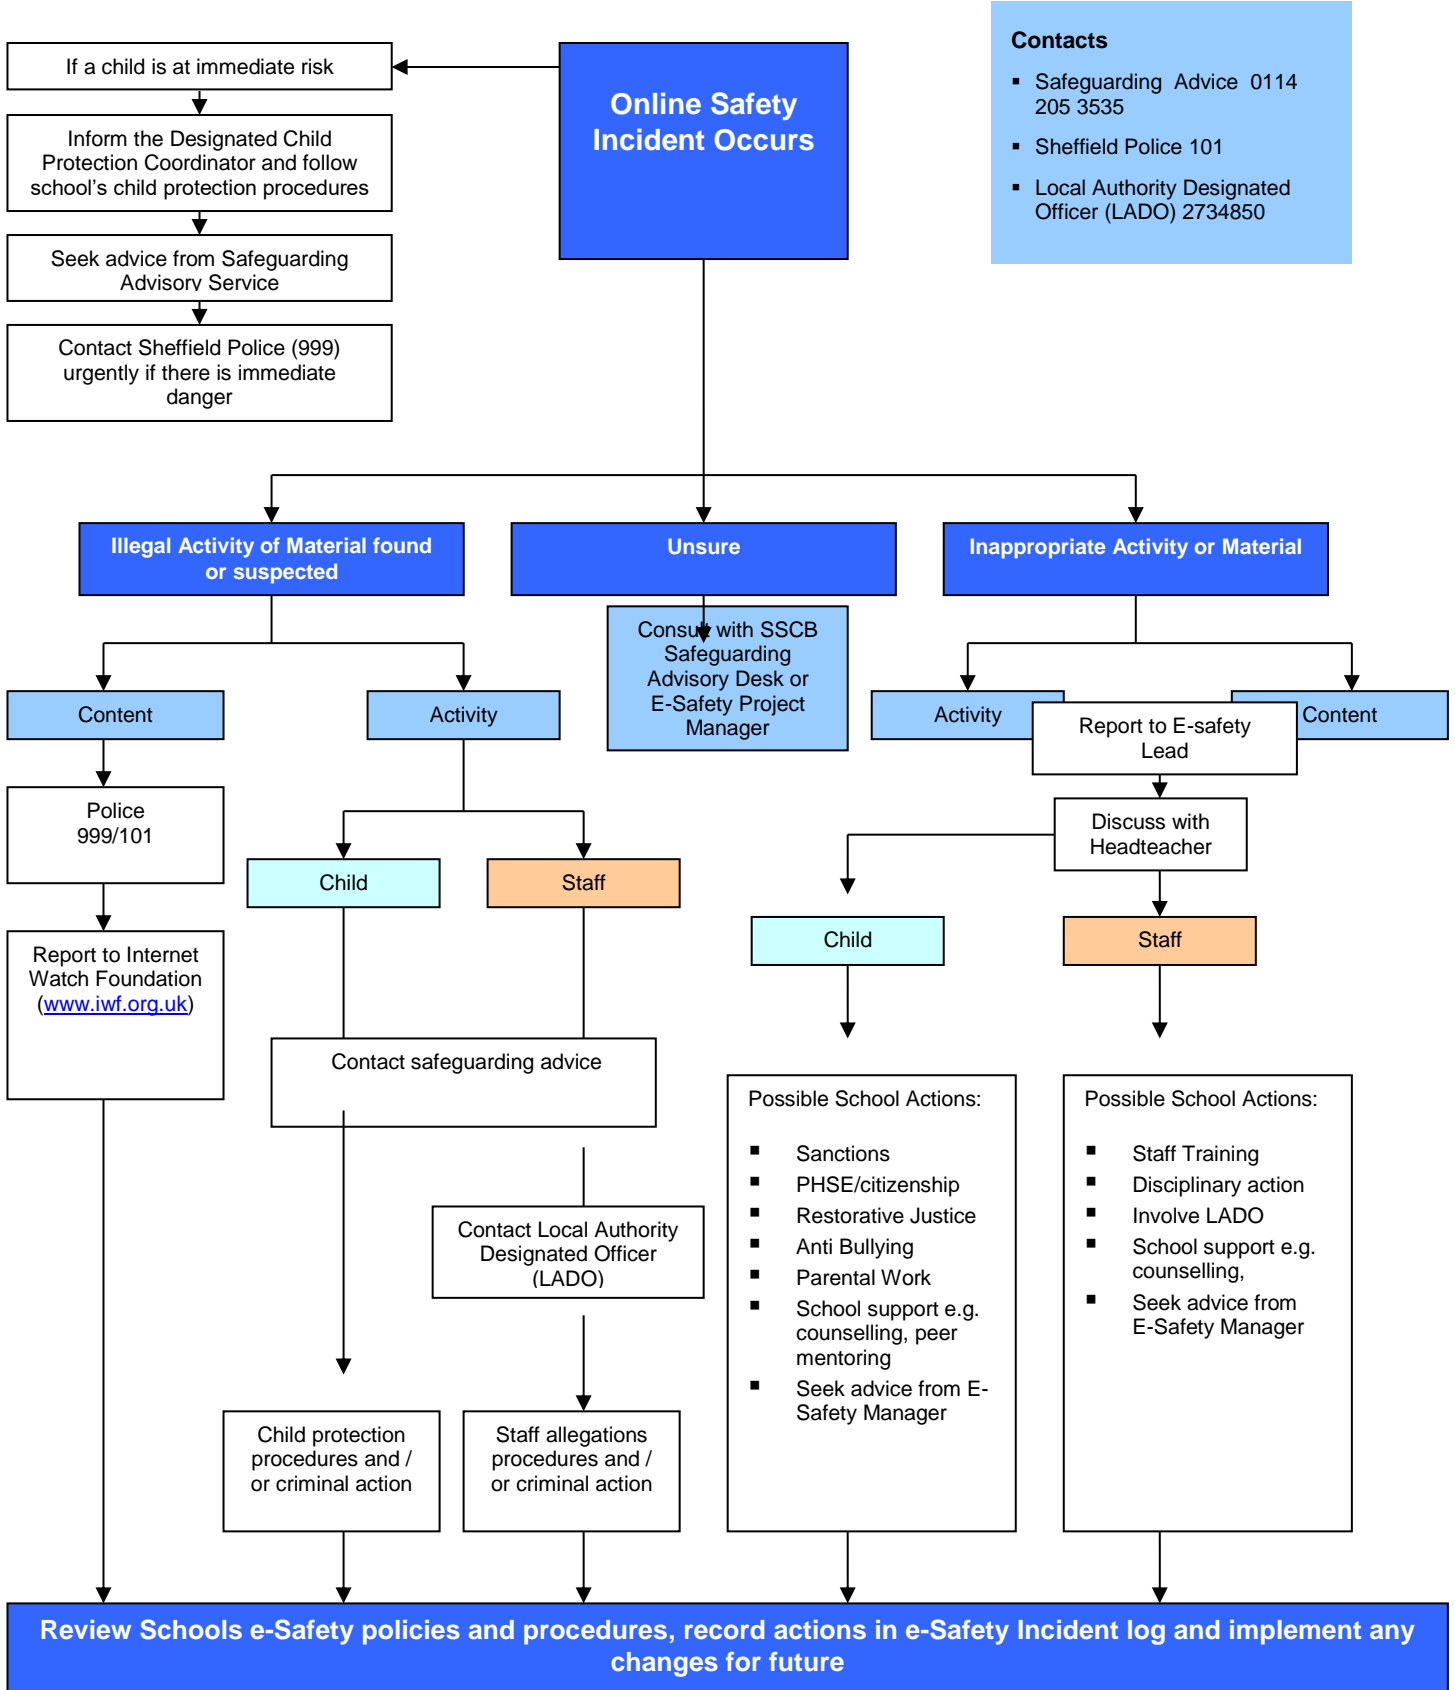 Contacts
▪ Safeguarding Advice 0114
205 3535
▪ Sheffield Police 101
▪ Local Authority Designated
Officer (LADO) 2734850
Online Safety
Incident Occurs
If a child is at immediate risk
Inform the Designated Child
Protection Coordinator and follow
school’s child protection procedures
Seek advice from Safeguarding
Advisory Service
Contact Sheffield Police (999)
urgently if there is immediate
danger
Illegal Activity of Material found
or suspected
Unsure
Inappropriate Activity or Material
Consult with SSCB
Safeguarding
Advisory Desk or
E-Safety Project
Manager
Content
Activity
Activity
Content
Report to E-safety
Lead
Police
999/101
Discuss with
Headteacher
Child
Staff
Child
Staff
Report to Internet
Watch Foundation
(www.iwf.org.uk)
Contact safeguarding advice
Contact Local Authority
Designated Officer
(LADO)
Child protection
procedures and /
or criminal action
Staff allegations
procedures and /
or criminal action
Possible School Actions:
▪ Sanctions
▪ PHSE/citizenship
▪ Restorative Justice
▪ Anti Bullying
▪ Parental Work
▪ School support e.g.
counselling, peer
mentoring
▪ Seek advice from E-
Safety Manager
Possible School Actions:
▪ Staff Training
▪ Disciplinary action
▪ Involve LADO
▪ School support e.g.
counselling,
▪ Seek advice from
E-Safety Manager
Review Schools e-Safety policies and procedures, record actions in e-Safety Incident log and implement any
changes for future